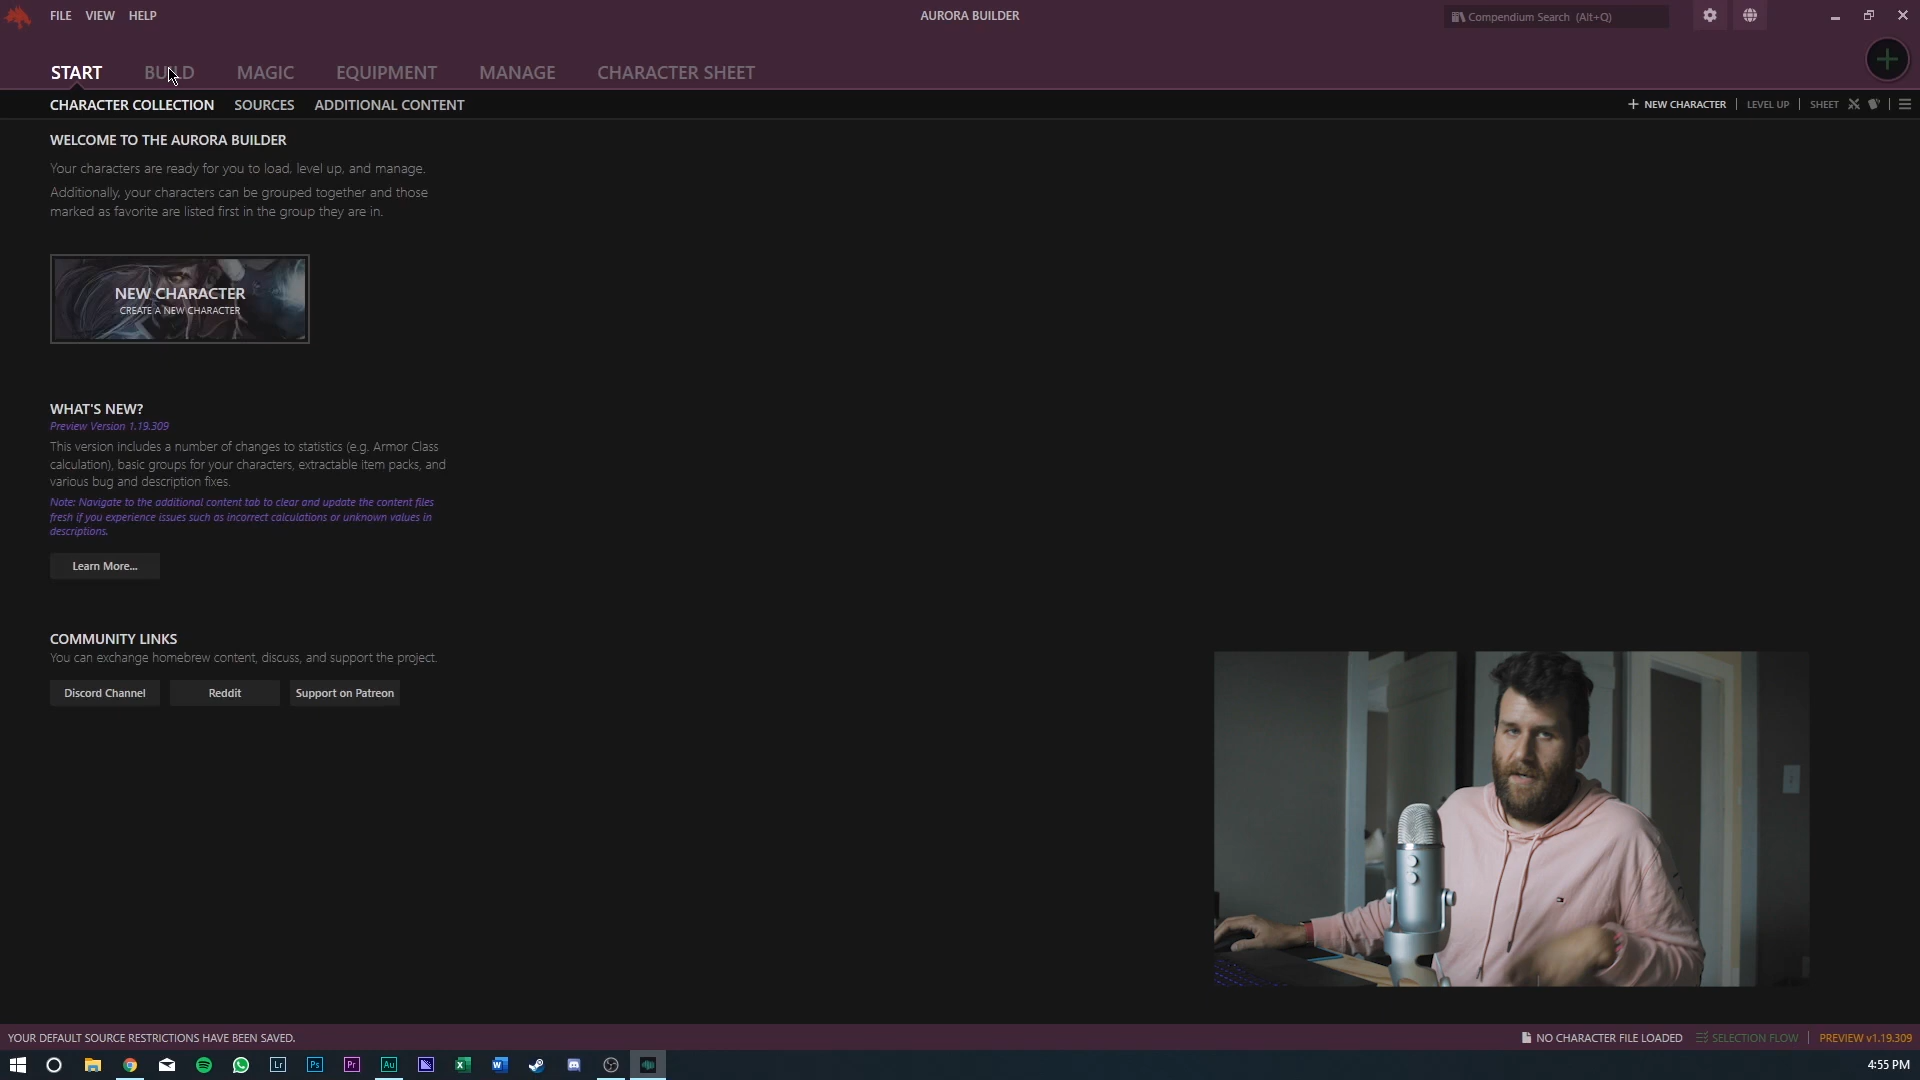 FILE VIEW HELP
AURORA BUILDER
Compendium Search (Alt+Q)
START BUILD MAGIC EQUIPMENT MANAGE CHARACTER SHEET
CHARACTER COLLECTION SOURCES ADDITIONAL CONTENT
NEW CHARACTER LEVEL UP SHEET
WELCOME TO THE AURORA BUILDER
Your characters are ready for you to load, level up, and manage.
Additionally, your characters can be grouped together and those
marked as favorite are listed first in the group they are in.
NEW CHARACTER
CREATE A NEW CHARACTER
WHAT'S NEW?
Preview Version 1.19.309
This version includes a number of changes to statistics (e.g. Armor Class
calculation), basic groups for your characters, extractable item packs, and
various bug and description fixes.
Note: Navigate to the additional content tab to clear and update the content files
fresh if you experience issues such as incorrect calculations or unknown values in
descriptions.
Learn More...
COMMUNITY LINKS
You can exchange homebrew content, discuss, and support the project.
Discord Channel Reddit Support on Patreon
YOUR DEFAULT SOURCE RESTRICTIONS HAVE BEEN SAVED.
NO CHARACTER FILE LOADED SELECTION FLOW PREVIEW v1.19.309
Lr Ps Pr Au X W
4:55 PM